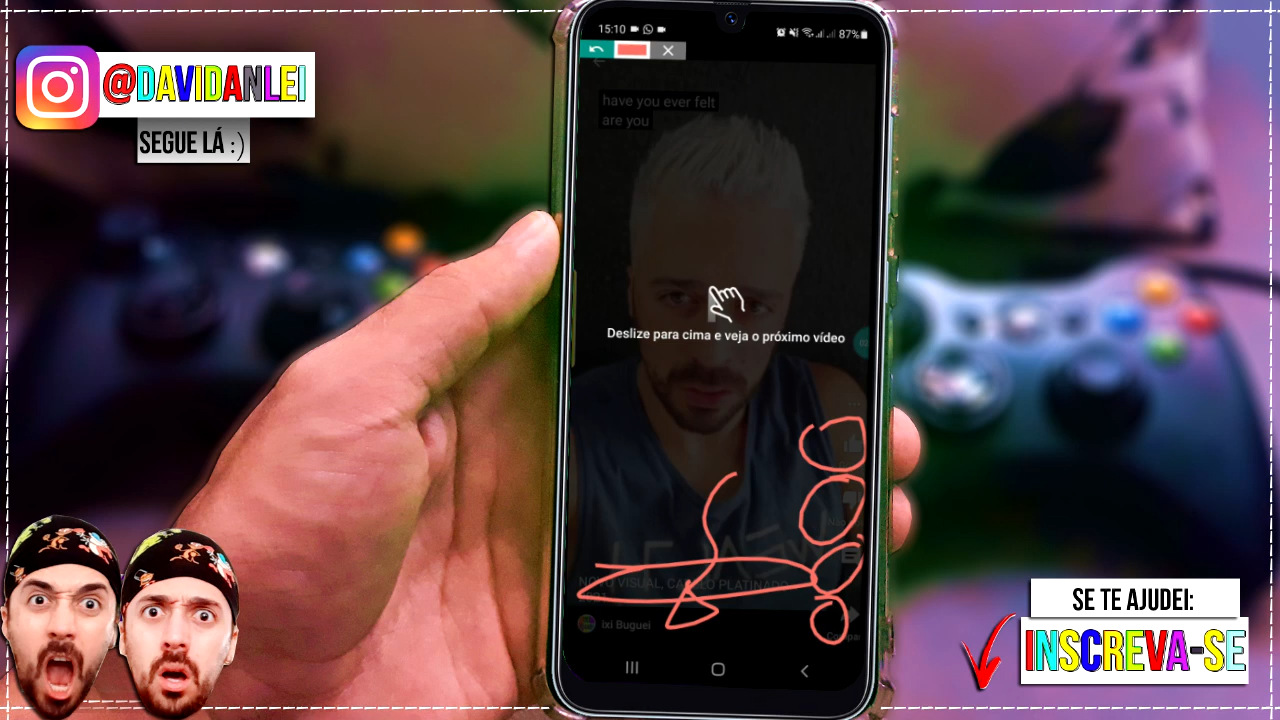 @DAVIDANLEI
SEGUE LÁ :)
15:10
87%
have you ever felt
are you
Deslize para cima e veja o próximo vídeo
NOVO VISUAL, CABELO PLATINADO
ixi Buguei
SE TE AJUDEI:
INSCREVA-SE